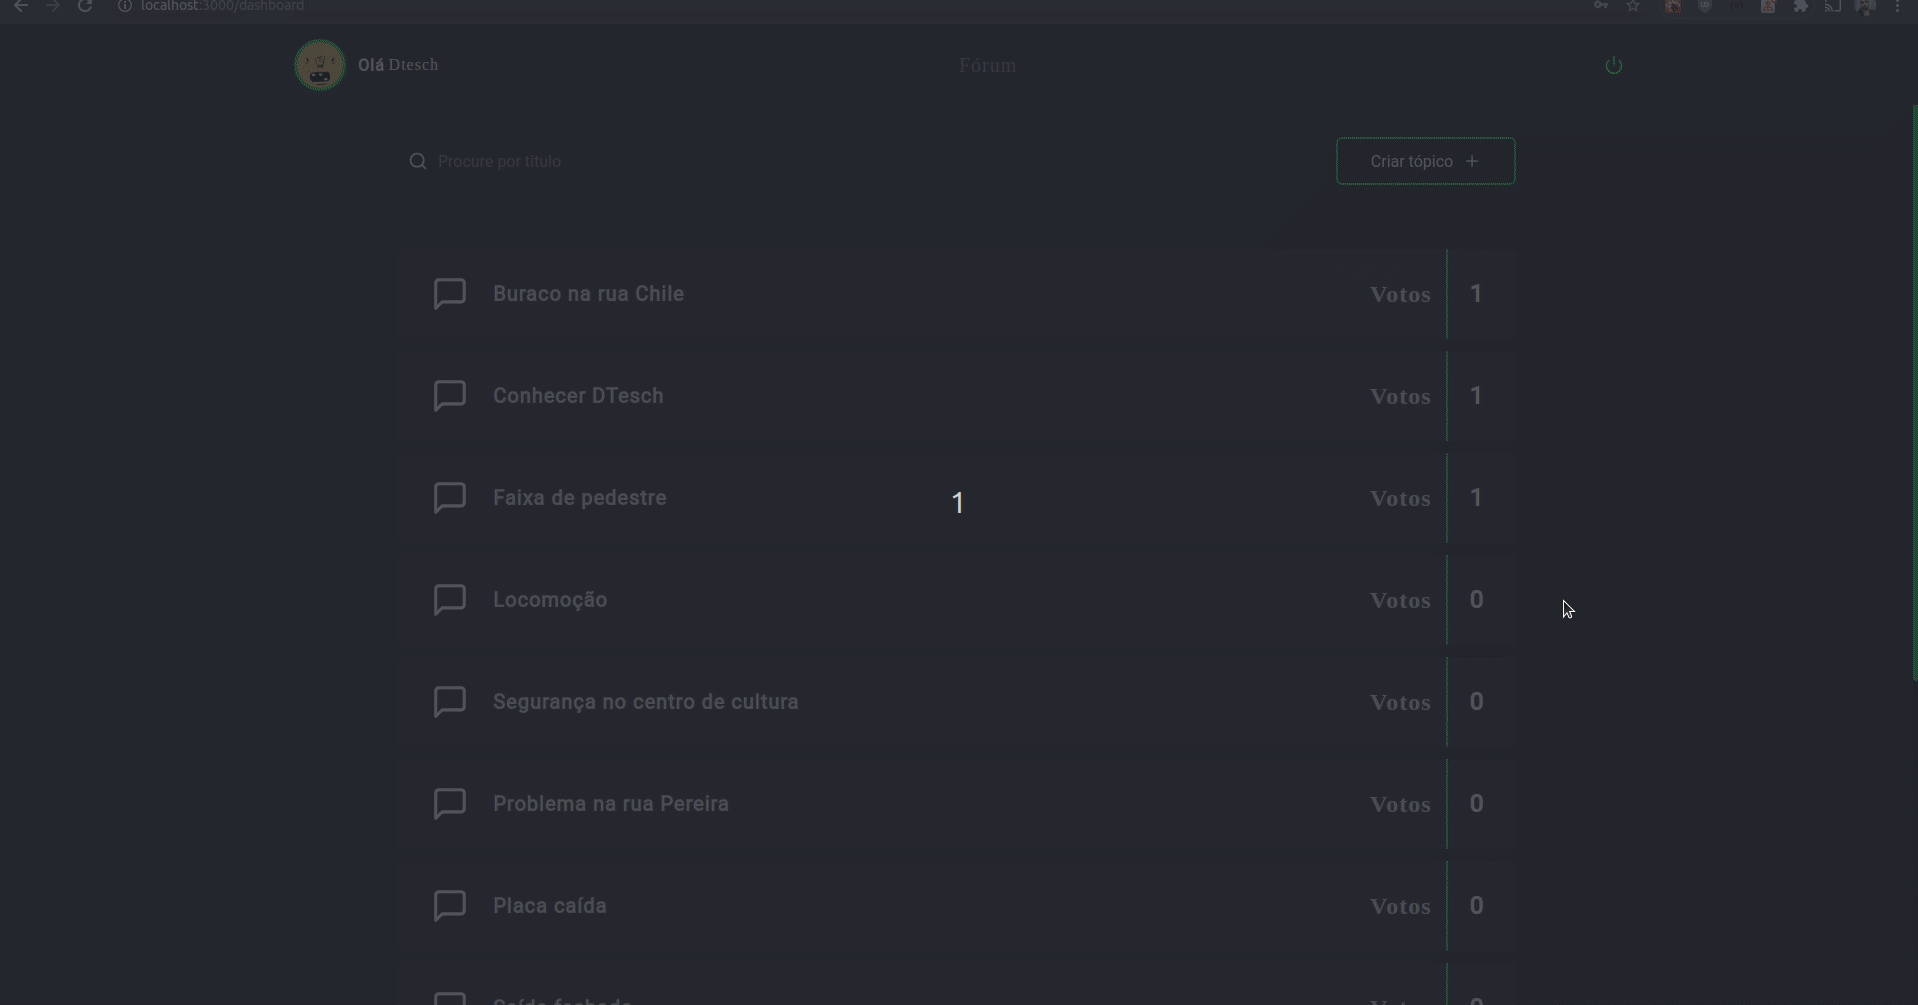 localhost:3000/dashboard
Olá Dtesch
Fórum
Procure por título
Criar tópico +
Buraco na rua Chile Votos 1
Conhecer DTesch Votos 1
Faixa de pedestre Votos 1
1
Locomoção Votos 0
Segurança no centro de cultura Votos 0
Problema na rua Pereira Votos 0
Placa caída Votos 0